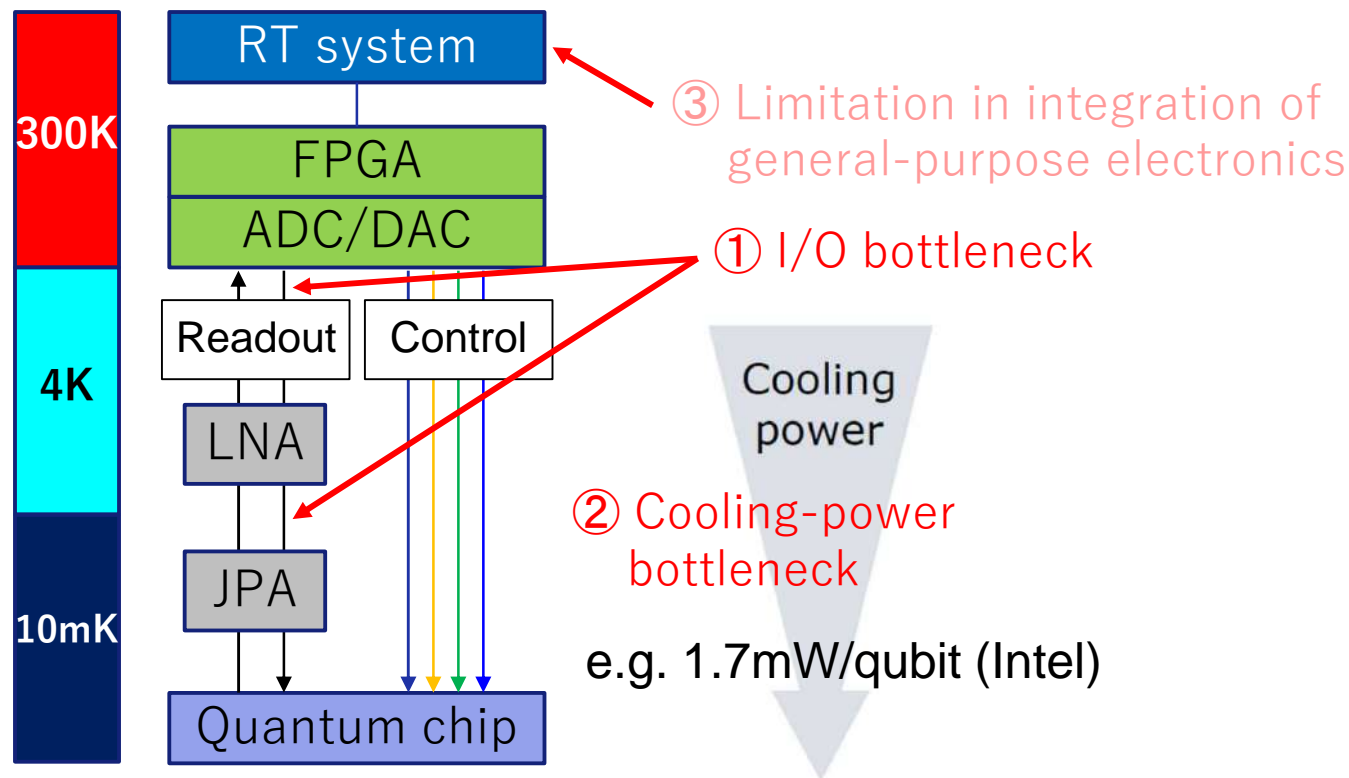 RT system
300K
③ Limitation in integration of
general-purpose electronics
FPGA
ADC/DAC
① I/O bottleneck
Readout
Control
4K
Cooling
power
LNA
② Cooling-power
bottleneck
JPA
10mK
e.g. 1.7mW/qubit (Intel)
Quantum chip